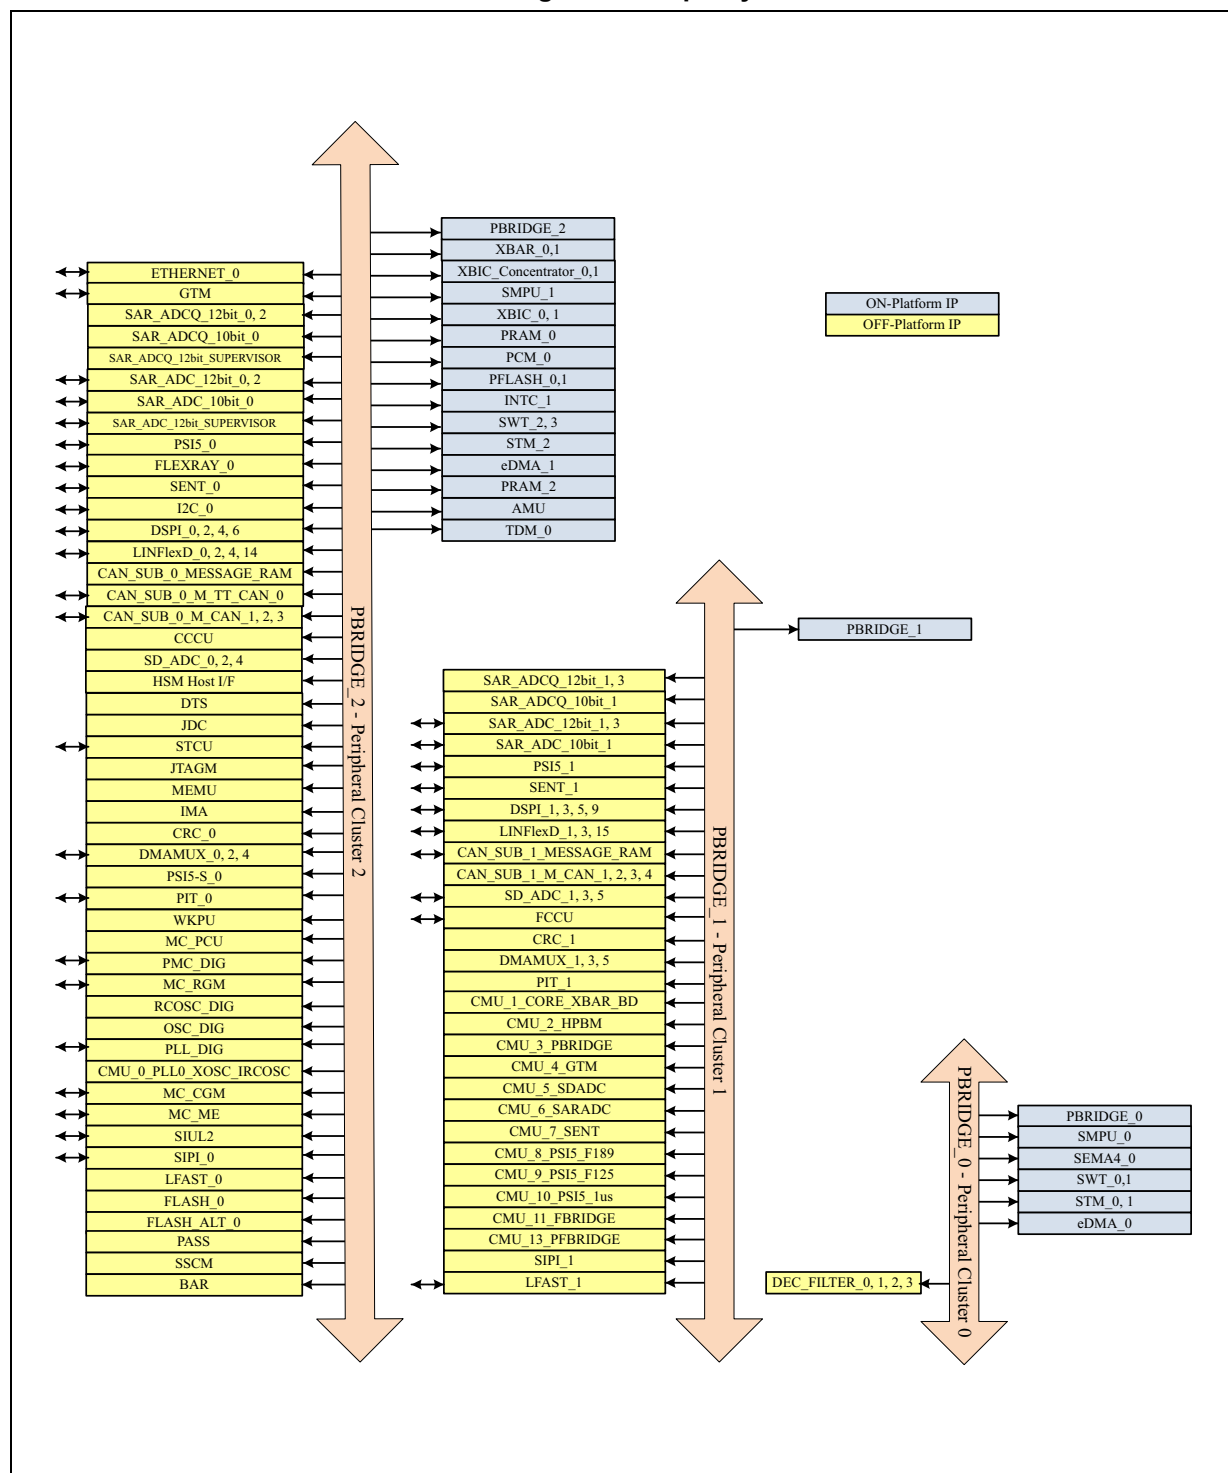 PBRIDGE_2
XBAR_0,1
XBIC_Concentrator_0,1
SMPU_1
XBIC_0, 1
PRAM_0
PCM_0
PFLASH_0,1
INTC_1
SWT_2, 3
STM_2
eDMA_1
PRAM_2
AMU
TDM_0
ETHERNET_0
GTM
SAR_ADCQ_12bit_0, 2
SAR_ADCQ_10bit_0
SAR_ADCQ_12bit_SUPERVISOR
SAR_ADC_12bit_0, 2
SAR_ADC_10bit_0
SAR_ADC_12bit_SUPERVISOR
PSI5_0
FLEXRAY_0
SENT_0
I2C_0
DSPI_0, 2, 4, 6
LINFlexD_0, 2, 4, 14
CAN_SUB_0_MESSAGE_RAM
CAN_SUB_0_M_TT_CAN_0
CAN_SUB_0_M_CAN_1, 2, 3
CCCU
SD_ADC_0, 2, 4
HSM Host I/F
DTS
JDC
STCU
JTAGM
MEMU
IMA
CRC_0
DMAMUX_0, 2, 4
PSI5-S_0
PIT_0
WKPU
MC_PCU
PMC_DIG
MC_RGM
RCOSC_DIG
OSC_DIG
PLL_DIG
CMU_0_PLL0_XOSC_IRCOSC
MC_CGM
MC_ME
SIUL2
SIPI_0
LFAST_0
FLASH_0
FLASH_ALT_0
PASS
SSCM
BAR
PBRIDGE_2 - Peripheral Cluster 2
ON-Platform IP
OFF-Platform IP
PBRIDGE_1
SAR_ADCQ_12bit_1, 3
SAR_ADCQ_10bit_1
SAR_ADC_12bit_1, 3
SAR_ADC_10bit_1
PSI5_1
SENT_1
DSPI_1, 3, 5, 9
LINFlexD_1, 3, 15
CAN_SUB_1_MESSAGE_RAM
CAN_SUB_1_M_CAN_1, 2, 3, 4
SD_ADC_1, 3, 5
FCCU
CRC_1
DMAMUX_1, 3, 5
PIT_1
CMU_1_CORE_XBAR_BD
CMU_2_HPBM
CMU_3_PBRIDGE
CMU_4_GTM
CMU_5_SDADC
CMU_6_SARADC
CMU_7_SENT
CMU_8_PSI5_F189
CMU_9_PSI5_F125
CMU_10_PSI5_1us
CMU_11_FBRIDGE
CMU_13_PFBRIDGE
SIPI_1
LFAST_1
PBRIDGE_1 - Peripheral Cluster 1
PBRIDGE_0
SMPU_0
SEMA4_0
SWT_0,1
STM_0, 1
eDMA_0
DEC_FILTER_0, 1, 2, 3
PBRIDGE_0 - Peripheral Cluster 0